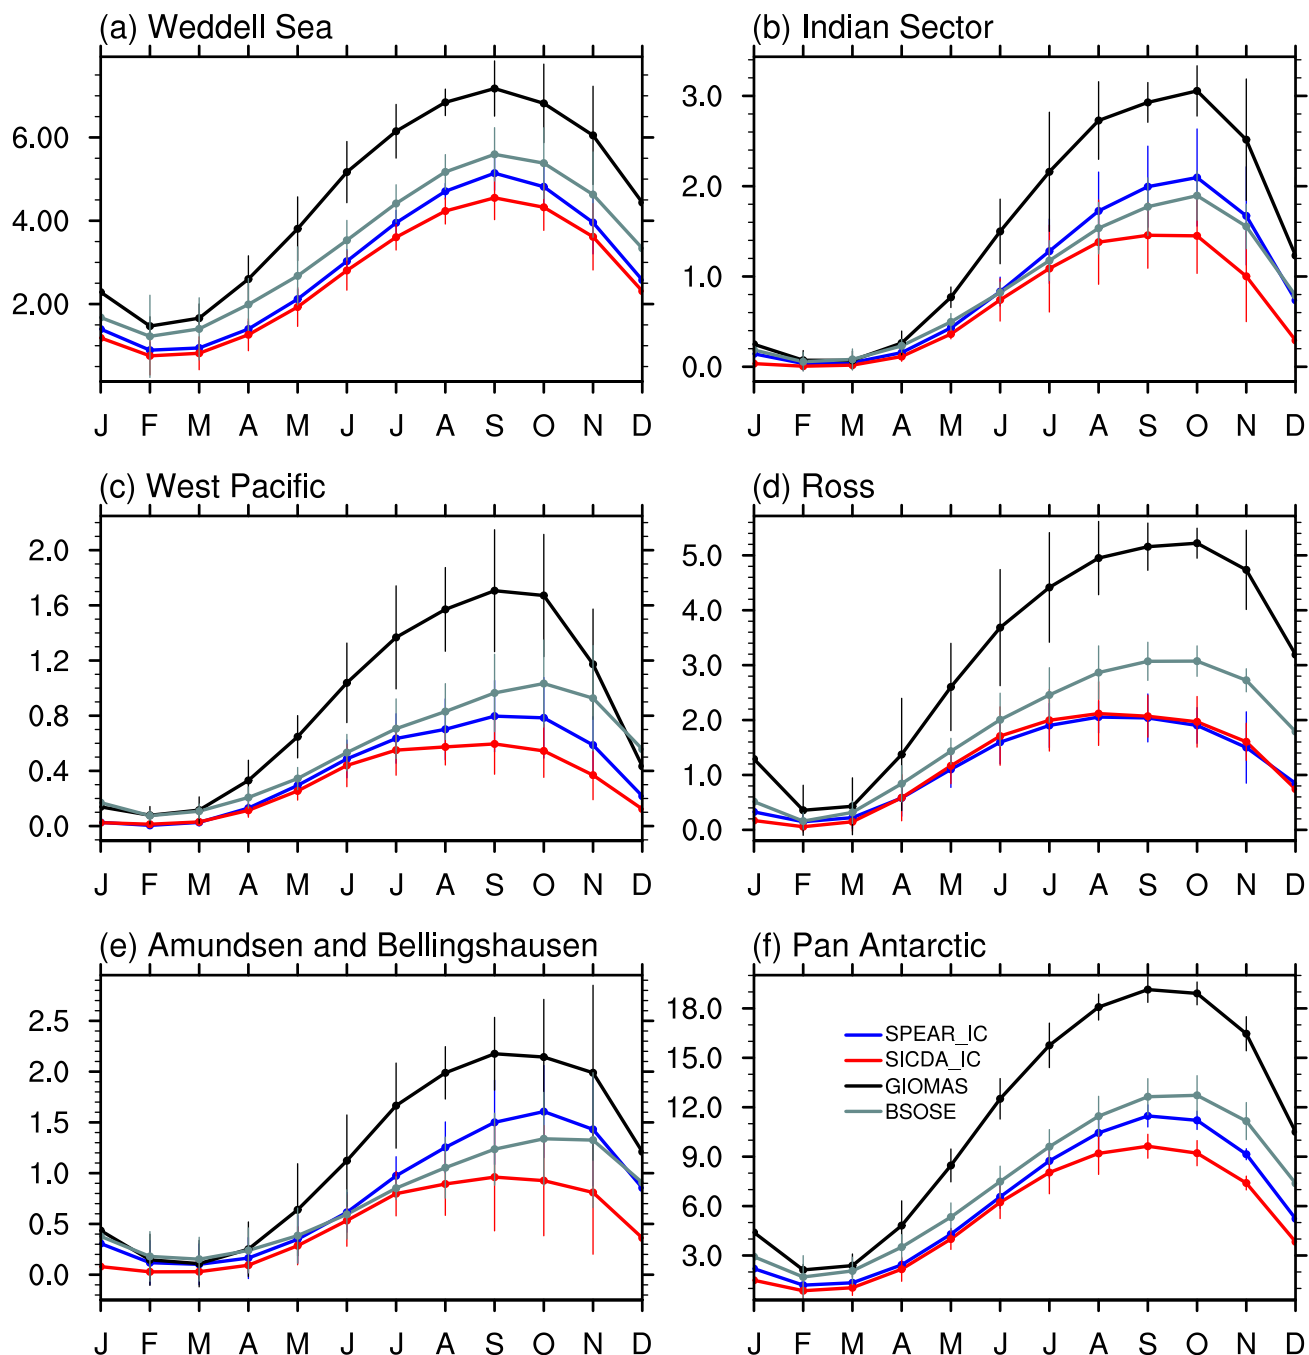 (a) Weddell Sea
6.00
4.00
2.00
J F M A M J J A S O N D
(b) Indian Sector
3.0
2.0
1.0
0.0
J F M A M J J A S O N D
(c) West Pacific
2.0
1.6
1.2
0.8
0.4
0.0
J F M A M J J A S O N D
(d) Ross
5.0
4.0
3.0
2.0
1.0
0.0
J F M A M J J A S O N D
(e) Amundsen and Bellingshausen
2.5
2.0
1.5
1.0
0.5
0.0
J F M A M J J A S O N D
(f) Pan Antarctic
18.0
15.0
12.0
9.0
6.0
3.0
SPEAR_IC
SICDA_IC
GIOMAS
BSOSE
J F M A M J J A S O N D